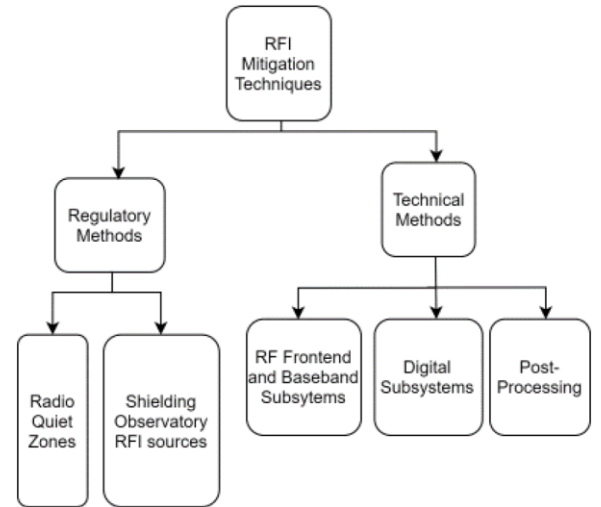 RFI
Mitigation
Techniques
Regulatory
Methods
Technical
Methods
Radio
Quiet
Zones
Shielding
Observatory
RFI sources
RF Frontend
and Baseband
Subsytems
Digital
Subsystems
Post-
Processing